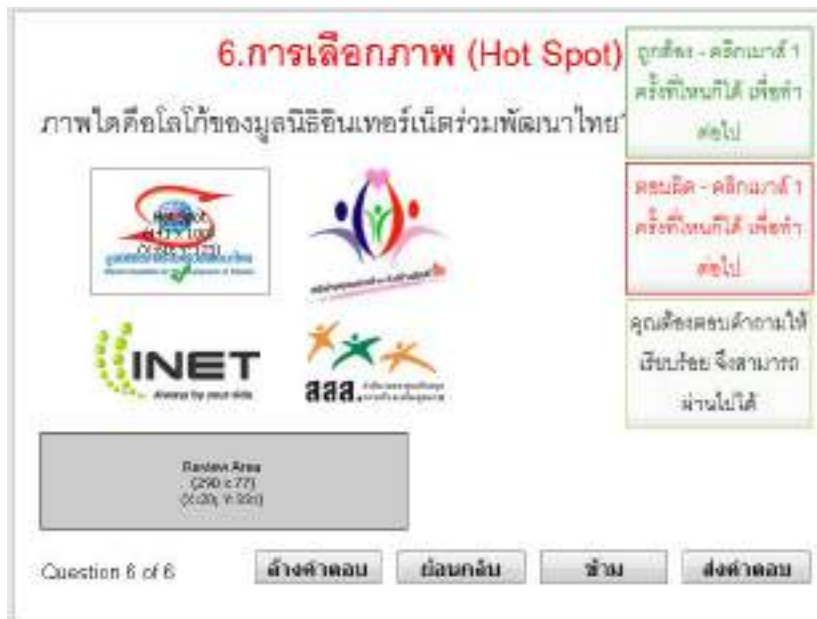 6.การเลือกภาพ (Hot Spot)
ภาพใดคือโลโก้ของมูลนิธิอินเทอร์เน็ตร่วมพัฒนาไทย
ถูกต้อง - คลิกเมาส์ 1
ครั้งที่ไหนก็ได้ เพื่อทำ
ต่อไป
ตอบผิด - คลิกเมาส์ 1
ครั้งที่ไหนก็ได้ เพื่อทำ
ต่อไป
คุณต้องตอบคำถามให้
เรียบร้อย จึงสามารถ
ผ่านไปได้
Hot Spot
INET
Always by your side
สสส.
Review Area
(290 x 77)
Question 6 of 6
ล้างคำตอบ
ย้อนกลับ
ข้าม
ส่งคำตอบ